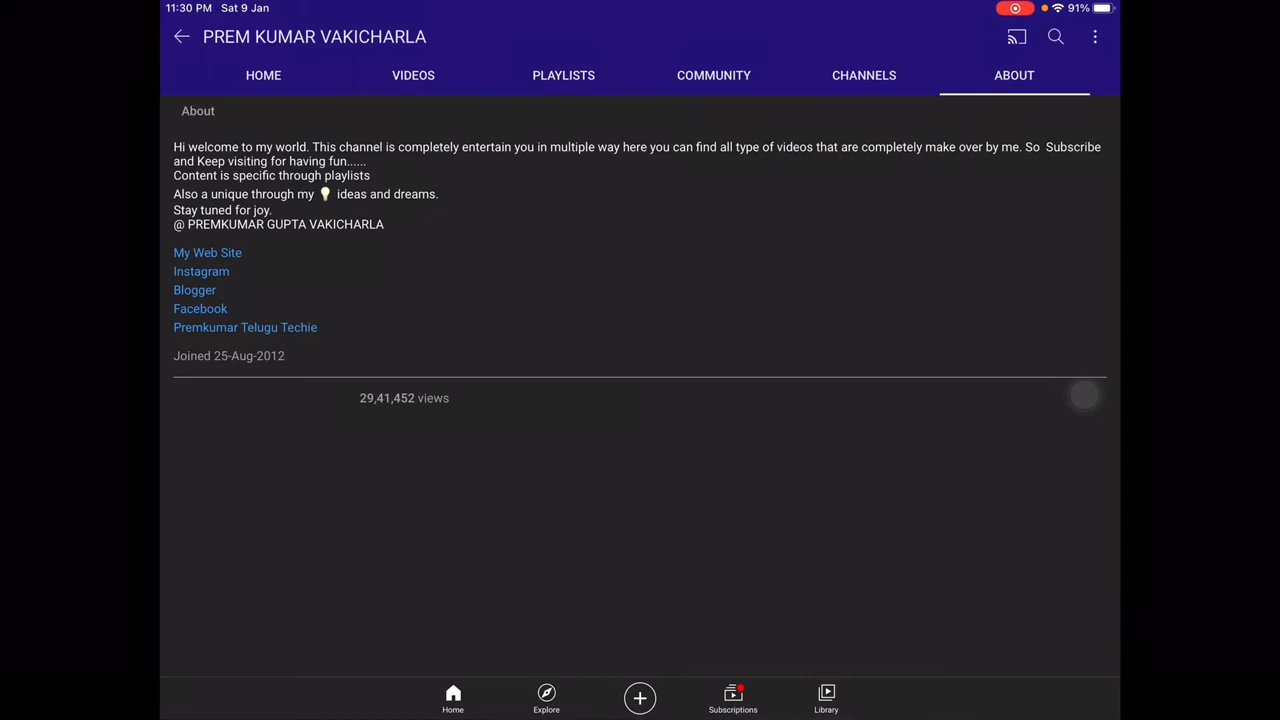 11:30 PM Sat 9 Jan 91%
PREM KUMAR VAKICHARLA
HOME VIDEOS PLAYLISTS COMMUNITY CHANNELS ABOUT
About
Hi welcome to my world. This channel is completely entertain you in multiple way here you can find all type of videos that are completely make over by me. So Subscribe
and Keep visiting for having fun......
Content is specific through playlists
Also a unique through my 💡 ideas and dreams.
Stay tuned for joy.
@ PREMKUMAR GUPTA VAKICHARLA
My Web Site
Instagram
Blogger
Facebook
Premkumar Telugu Techie
Joined 25-Aug-2012
29,41,452 views
Home Explore Subscriptions Library